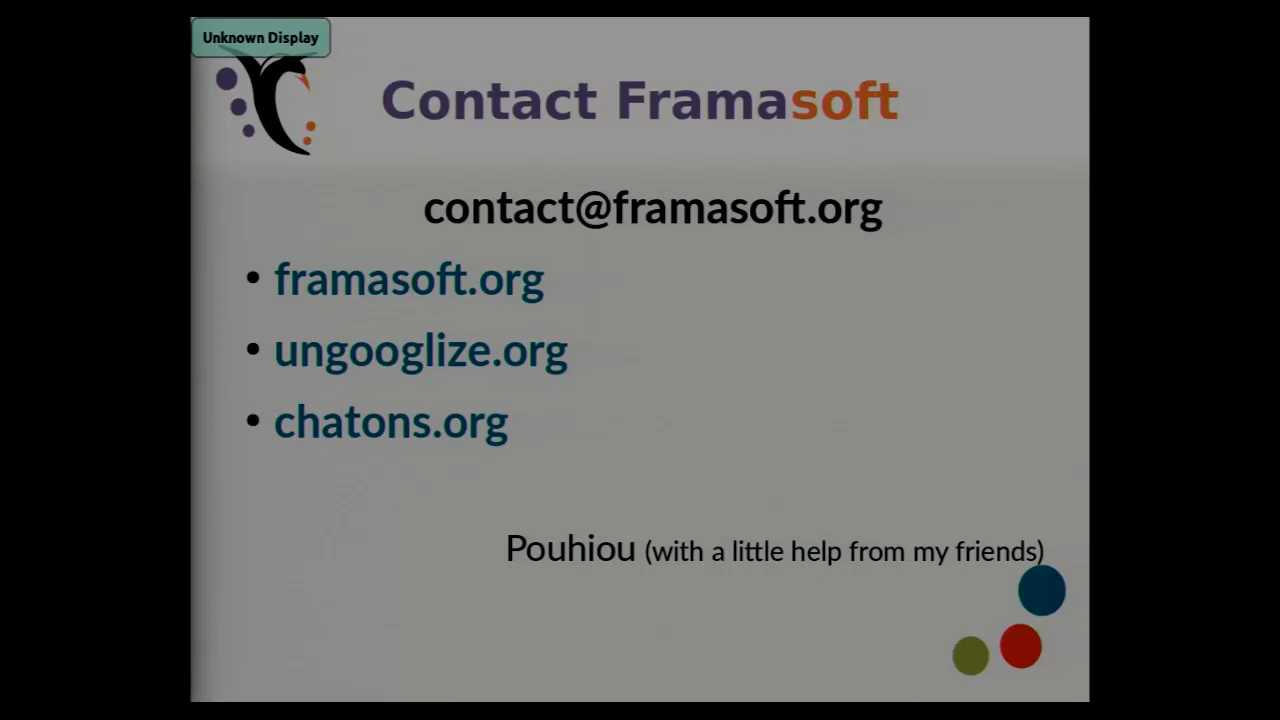 Unknown Display
Contact Framasoft
contact@framasoft.org
• framasoft.org
• ungooglize.org
• chatons.org
Pouhiou (with a little help from my friends)